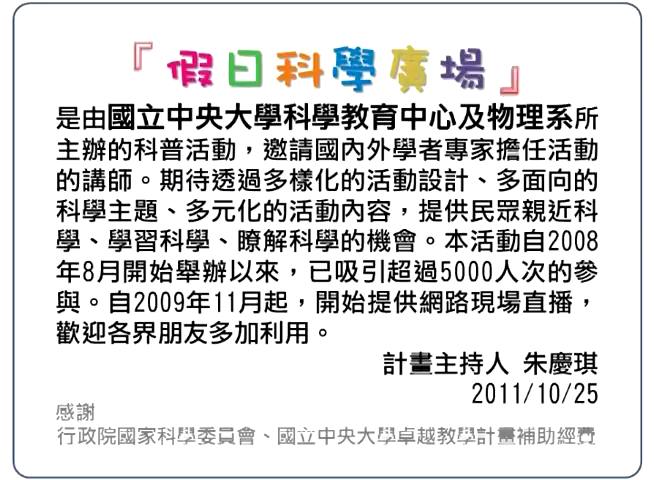 『假日科學廣場』
是由國立中央大學科學教育中心及物理系所
主辦的科普活動，邀請國內外學者專家擔任活動
的講師。期待透過多樣化的活動設計、多面向的
科學主題、多元化的活動內容，提供民眾親近科
學、學習科學、瞭解科學的機會。本活動自2008
年8月開始舉辦以來，已吸引超過5000人次的參
與。自2009年11月起，開始提供網路現場直播，
歡迎各界朋友多加利用。
計畫主持人 朱慶琪
2011/10/25
感謝
行政院國家科學委員會、國立中央大學卓越教學計畫補助經費